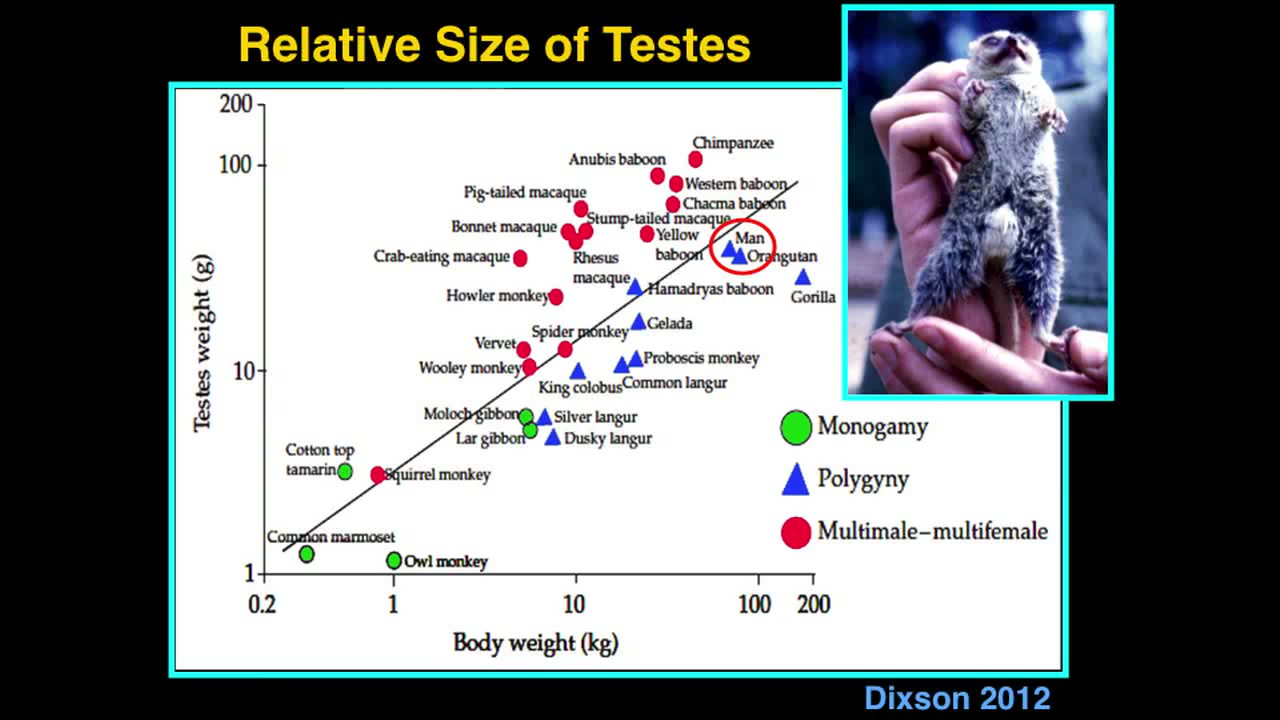 Relative Size of Testes
200
100
10
1
Testes weight (g)
Chimpanzee
Anubis baboon
Western baboon
Pig-tailed macaque
Chacma baboon
Stump-tailed macaque
Bonnet macaque
Yellow
baboon
Man
Crab-eating macaque
Rhesus
macaque
Orangutan
Hamadryas baboon
Gorilla
Howler monkey
Gelada
Spider monkey
Vervet
Proboscis monkey
Wooley monkey
King colobus
Common langur
Moloch gibbon
Silver langur
Lar gibbon
Dusky langur
Cotton top
tamarin
Squirrel monkey
Common marmoset
Owl monkey
Monogamy
Polygyny
Multimale–multifemale
0.2 1 10 100 200
Body weight (kg)
Dixson 2012